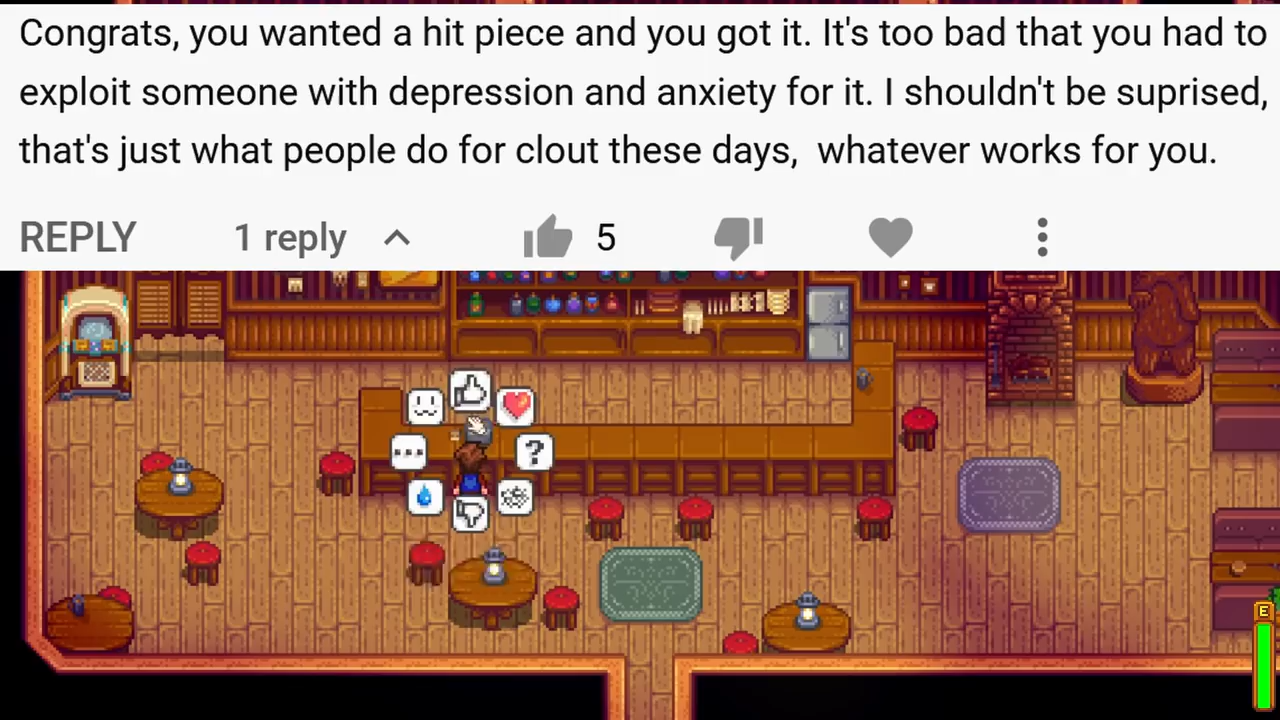 Congrats, you wanted a hit piece and you got it. It's too bad that you had to
exploit someone with depression and anxiety for it. I shouldn't be suprised,
that's just what people do for clout these days,  whatever works for you.
REPLY 1 reply 5
...
?
E